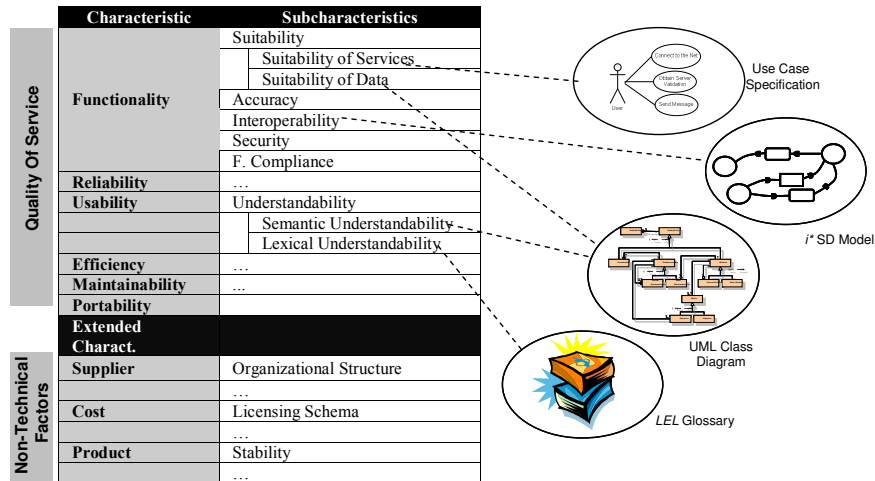 Characteristic Subcharacteristics
Quality Of Service
Functionality
Suitability
Suitability of Services
Suitability of Data
Accuracy
Interoperability
Security
F. Compliance
Reliability …
Usability Understandability
Semantic Understandability
Lexical Understandability
Efficiency …
Maintainability ...
Portability
Extended
Charact.
Non-Technical
Factors
Supplier Organizational Structure
…
Cost Licensing Schema
…
Product Stability
…
Connect to the Net
Obtain Server
Validation
Send Message
User
Use Case
Specification
i* SD Model
UML Class
Diagram
LEL Glossary